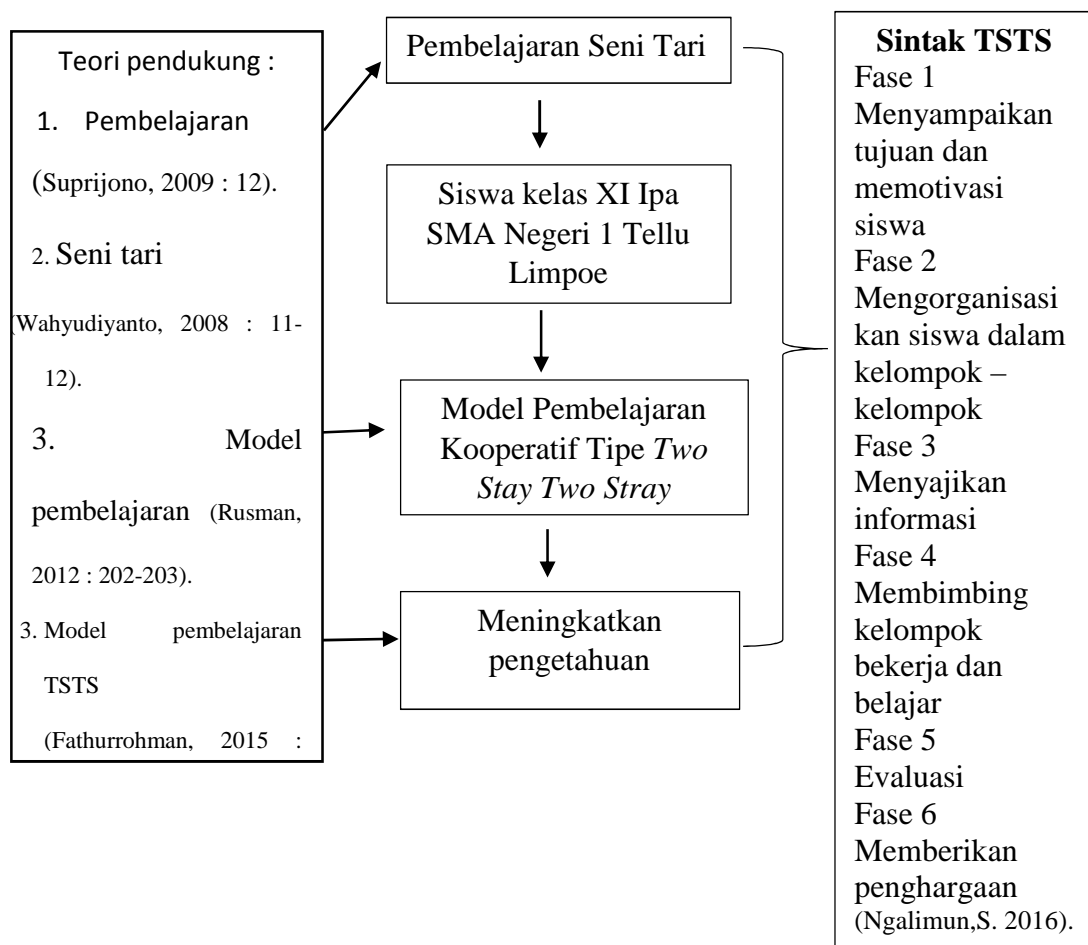 Teori pendukung :
1. Pembelajaran
(Suprijono, 2009 : 12).
2. Seni tari
(Wahyudiyanto, 2008 : 11-
12).
3. Model
pembelajaran (Rusman,
2012 : 202-203).
3. Model pembelajaran
TSTS
(Fathurrohman, 2015 :
Pembelajaran Seni Tari
Siswa kelas XI Ipa
SMA Negeri 1 Tellu
Limpoe
Model Pembelajaran
Kooperatif Tipe Two
Stay Two Stray
Meningkatkan
pengetahuan
Sintak TSTS
Fase 1
Menyampaikan
tujuan dan
memotivasi
siswa
Fase 2
Mengorganisasi
kan siswa dalam
kelompok –
kelompok
Fase 3
Menyajikan
informasi
Fase 4
Membimbing
kelompok
bekerja dan
belajar
Fase 5
Evaluasi
Fase 6
Memberikan
penghargaan
(Ngalimun,S. 2016).